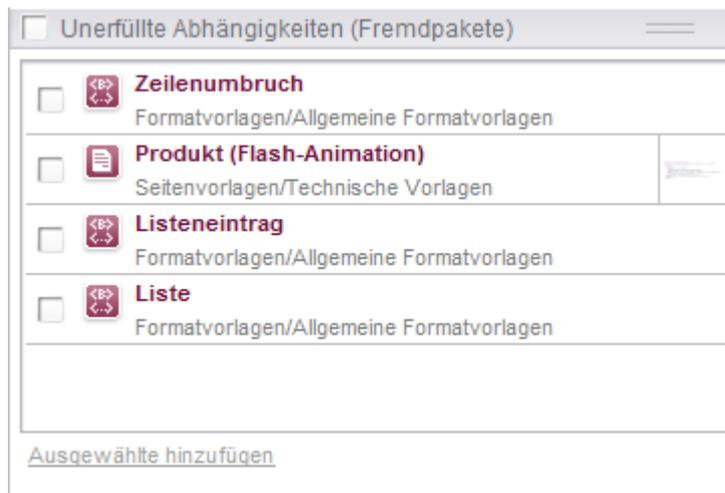 Unerfüllte Abhängigkeiten (Fremdpakete)
Zeilenumbruch
Formatvorlagen/Allgemeine Formatvorlagen
Produkt (Flash-Animation)
Seitenvorlagen/Technische Vorlagen
Listeneintrag
Formatvorlagen/Allgemeine Formatvorlagen
Liste
Formatvorlagen/Allgemeine Formatvorlagen
Ausgewählte hinzufügen